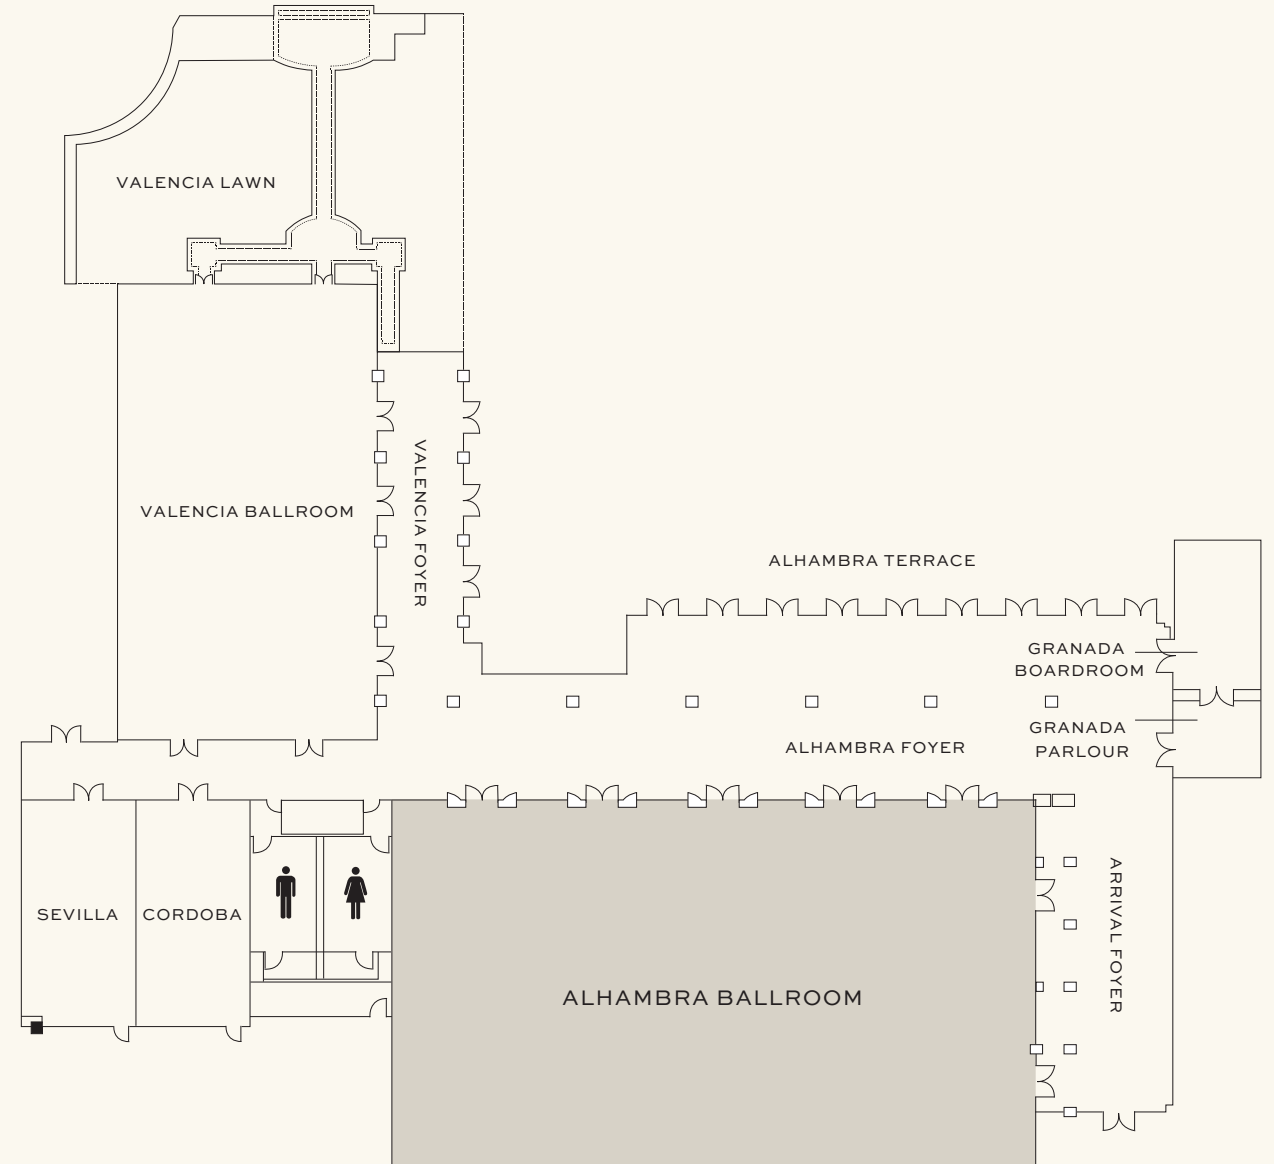 VALENCIA LAWN
VALENCIA BALLROOM
VALENCIA FOYER
ALHAMBRA TERRACE
GRANADA
BOARDROOM
GRANADA
PARLOUR
ALHAMBRA FOYER
SEVILLA
CORDOBA
ARRIVAL FOYER
ALHAMBRA BALLROOM